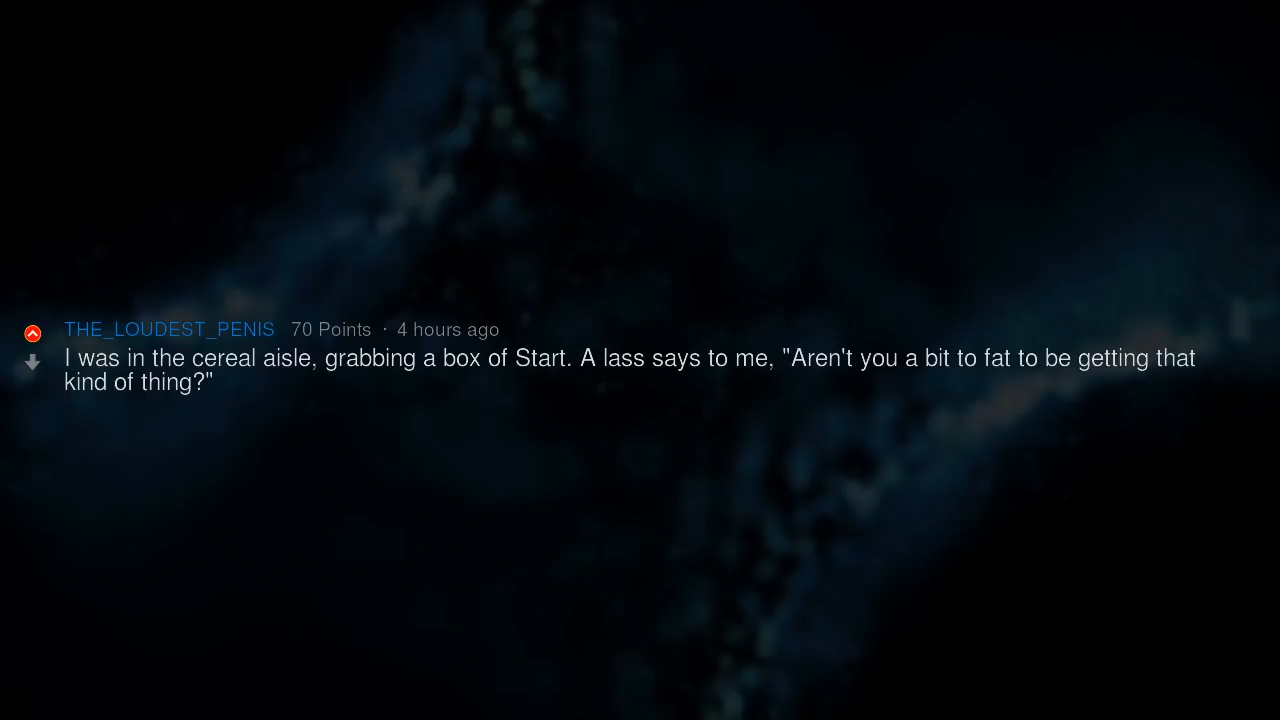 THE_LOUDEST_PENIS 70 Points · 4 hours ago
I was in the cereal aisle, grabbing a box of Start. A lass says to me, "Aren't you a bit to fat to be getting that
kind of thing?"